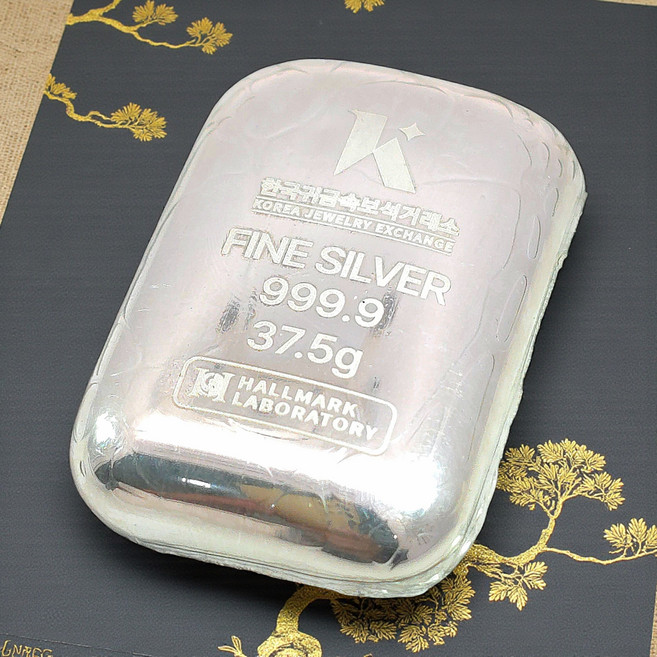 한국귀금속보석거래소
KOREA JEWELRY EXCHANGE
FINE SILVER
999.9
37.5g
HALLMARK
LABORATORY